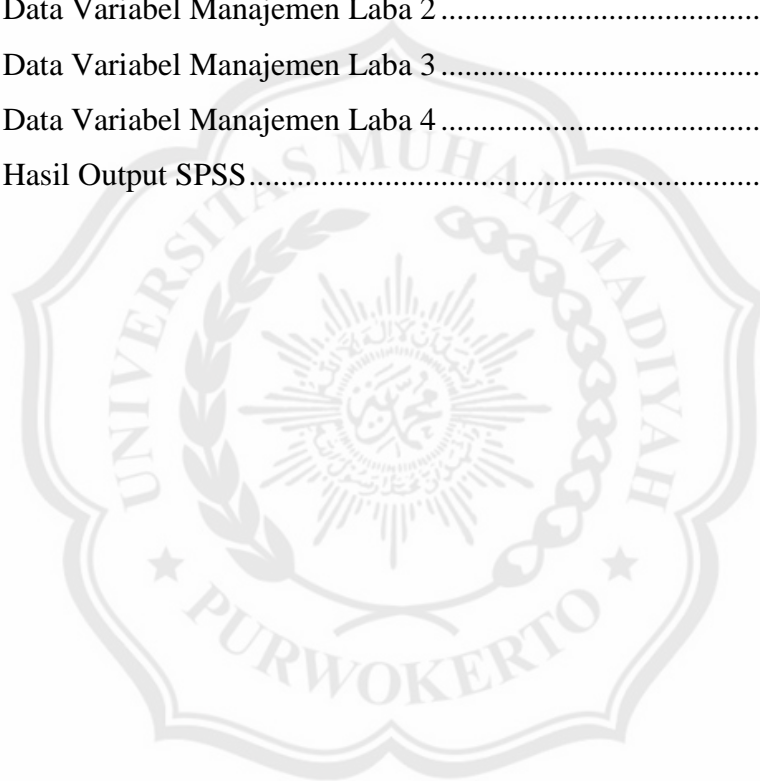 Data Variabel Manajemen Laba 2 ........................................
Data Variabel Manajemen Laba 3 ........................................
Data Variabel Manajemen Laba 4 ........................................
Hasil Output SPSS ................................................................
UNIVERSITAS MUHAMMADIYAH
PURWOKERTO